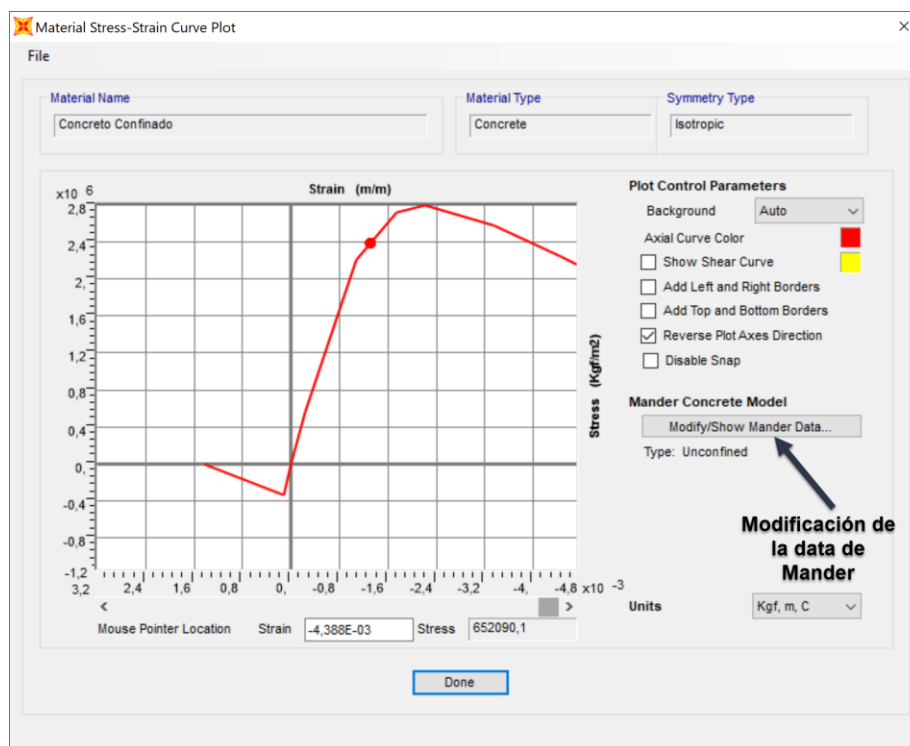 Material Stress-Strain Curve Plot
File
Material Name
Concreto Confinado
Material Type
Concrete
Symmetry Type
Isotropic
x10 6
Strain (m/m)
2,8
2,4
2,
1,6
1,2
0,8
0,4
0,
-0,4
-0,8
-1,2
3,2 2,4 1,6 0,8 0, -0,8 -1,6 -2,4 -3,2 -4, -4,8 x10 -3
Stress (Kgf/m2)
Mouse Pointer Location Strain -4,388E-03 Stress 652090,1
Plot Control Parameters
Background Auto
Axial Curve Color
Show Shear Curve
Add Left and Right Borders
Add Top and Bottom Borders
Reverse Plot Axes Direction
Disable Snap
Mander Concrete Model
Modify/Show Mander Data...
Type: Unconfined
Modificación de
la data de
Mander
Units Kgf, m, C
Done